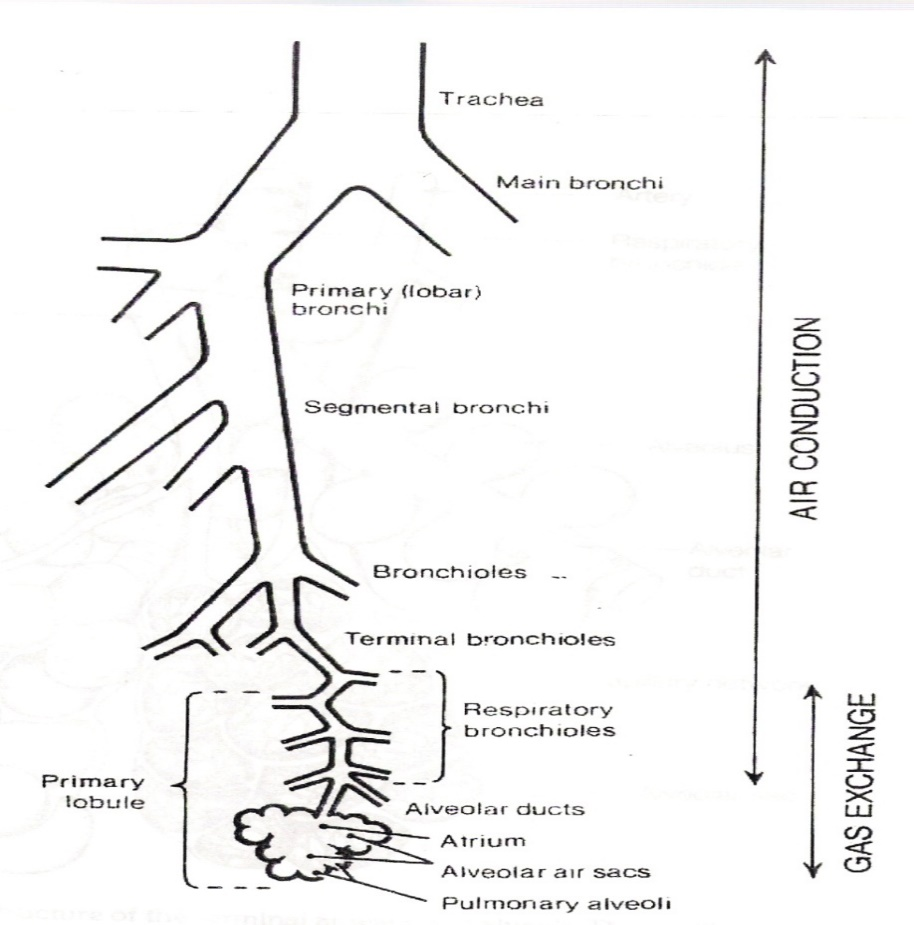 Trachea
Main bronchi
Primary (lobar)
bronchi
Segmental bronchi
Bronchioles
Terminal bronchioles
Respiratory
bronchioles
Primary
lobule
Alveolar ducts
Atrium
Alveolar air sacs
Pulmonary alveoli
AIR CONDUCTION
GAS EXCHANGE